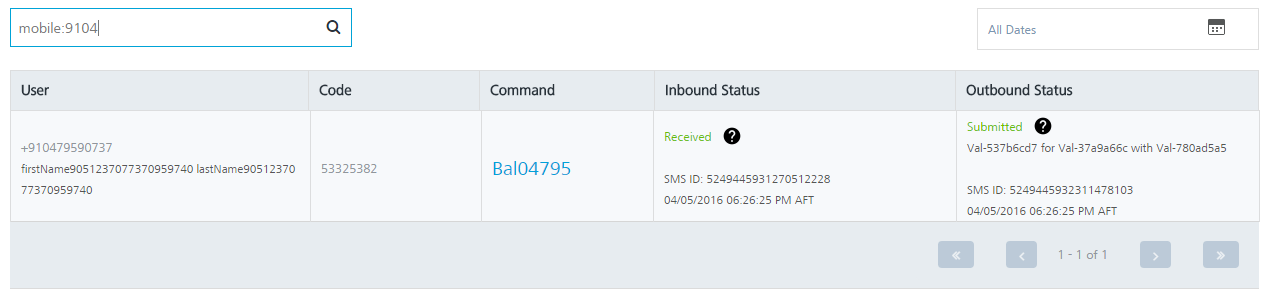 mobile:9104
All Dates
User Code Command Inbound Status Outbound Status
+910479590737
firstName9051237077370959740 lastName90512370
77370959740
53325382
Bal04795
Received
SMS ID: 5249445931270512228
04/05/2016 06:26:25 PM AFT
Submitted
Val-537b6cd7 for Val-37a9a66c with Val-780ad5a5
SMS ID: 5249445932311478103
04/05/2016 06:26:25 PM AFT
« ‹ 1 - 1 of 1 › »